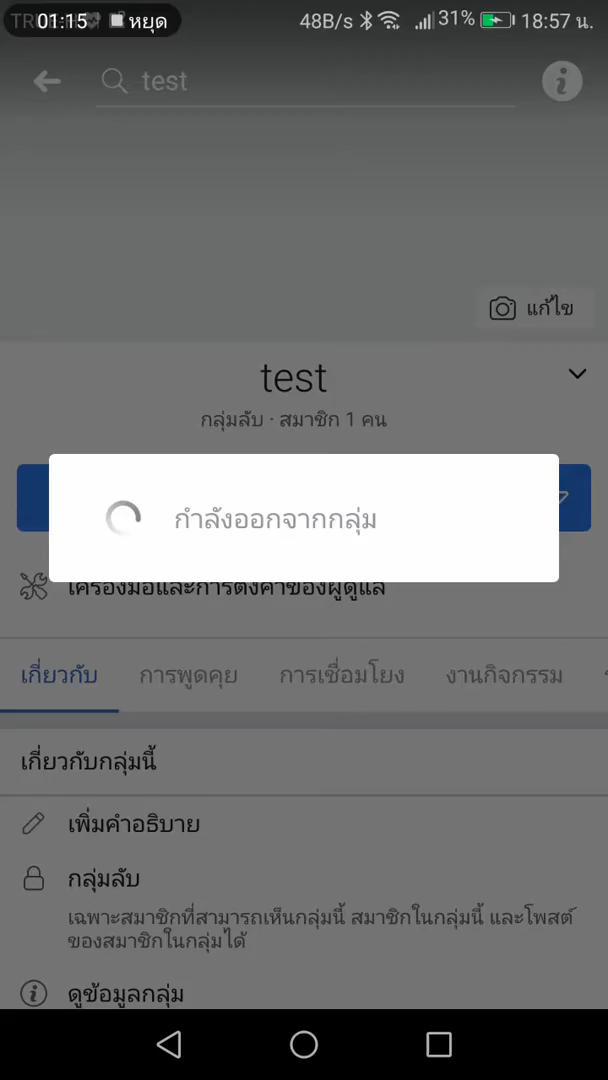 01:15 หยุด
48B/s 31% 18:57 น.
test
แก้ไข
test
กลุ่มลับ · สมาชิก 1 คน
กำลังออกจากกลุ่ม
เครื่องมือและการตั้งค่าของผู้ดูแล
เกี่ยวกับ การพูดคุย การเชื่อมโยง งานกิจกรรม
เกี่ยวกับกลุ่มนี้
เพิ่มคำอธิบาย
กลุ่มลับ
เฉพาะสมาชิกที่สามารถเห็นกลุ่มนี้ สมาชิกในกลุ่มนี้ และโพสต์
ของสมาชิกในกลุ่มได้
ดูข้อมูลกลุ่ม